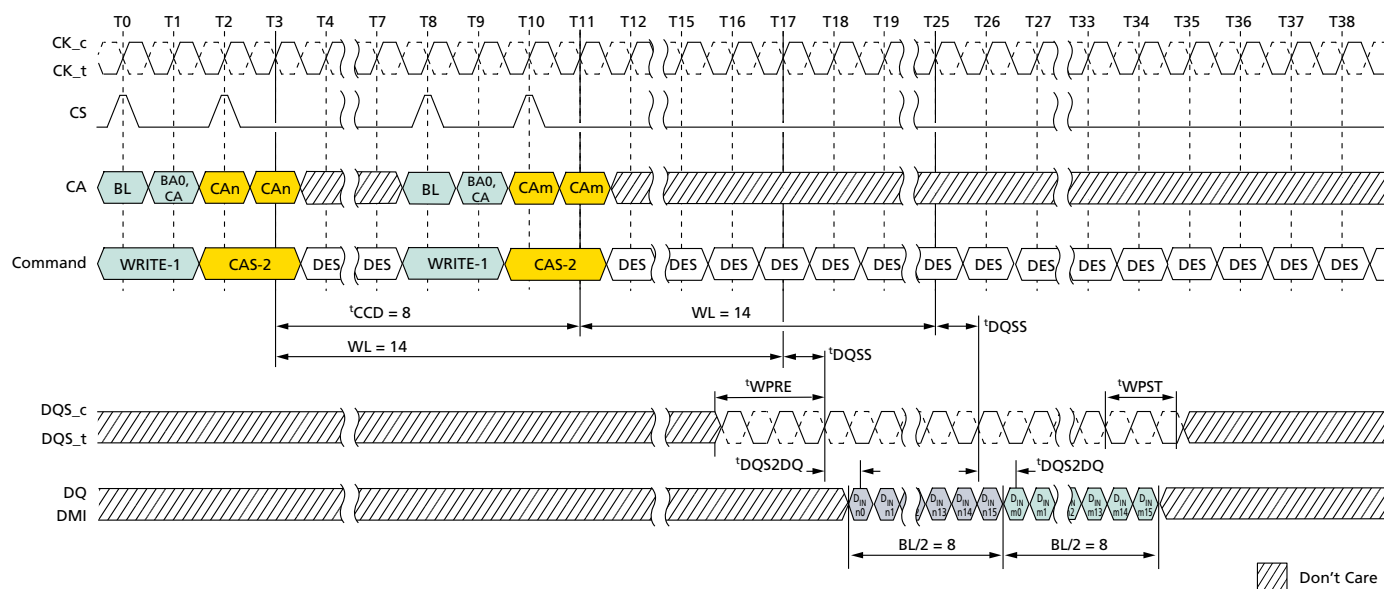 T0 T1 T2 T3 T4 T7 T8 T9 T10 T11 T12 T15 T16 T17 T18 T19 T25 T26 T27 T33 T34 T35 T36 T37 T38
CK_c
CK_t
CS
CA BL BA0, CA CAn CAn BL BA0, CA CAm CAm
Command WRITE-1 CAS-2 DES DES WRITE-1 CAS-2 DES DES DES DES DES DES DES DES DES DES DES DES DES DES DES
tCCD = 8 WL = 14 tDQSS
WL = 14 tDQSS
tWPRE tWPST
DQS_c
DQS_t
tDQS2DQ tDQS2DQ
DQ
DMI
DIN n0 DIN n1 DIN n13 DIN n14 DIN n15 DIN m0 DIN m1 DIN m13 DIN m14 DIN m15
BL/2 = 8 BL/2 = 8
Don't Care